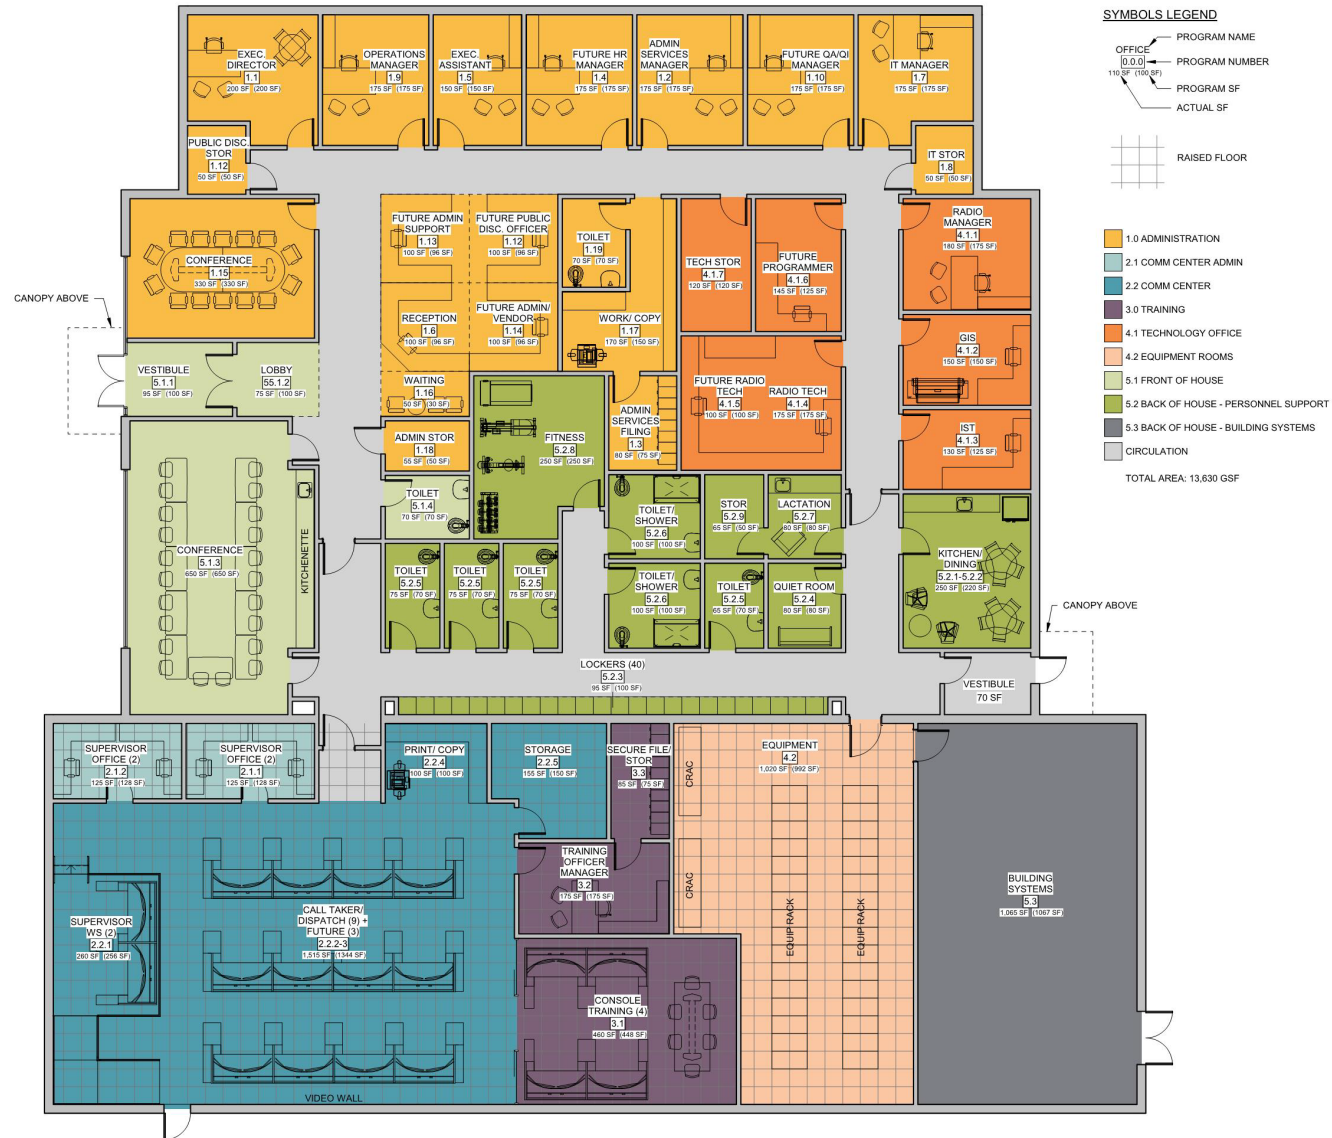 SYMBOLS LEGEND
OFFICE
0.0.0
110 SF (100 SF)
PROGRAM NAME
PROGRAM NUMBER
PROGRAM SF
ACTUAL SF
RAISED FLOOR
1.0 ADMINISTRATION
2.1 COMM CENTER ADMIN
2.2 COMM CENTER
3.0 TRAINING
4.1 TECHNOLOGY OFFICE
4.2 EQUIPMENT ROOMS
5.1 FRONT OF HOUSE
5.2 BACK OF HOUSE - PERSONNEL SUPPORT
5.3 BACK OF HOUSE - BUILDING SYSTEMS
CIRCULATION
TOTAL AREA: 13,630 GSF
EXEC.
DIRECTOR
1.1
200 SF (200 SF)
OPERATIONS
MANAGER
1.9
175 SF (175 SF)
EXEC.
ASSISTANT
1.5
150 SF (150 SF)
FUTURE HR
MANAGER
1.4
175 SF (175 SF)
ADMIN
SERVICES
MANAGER
1.2
175 SF (175 SF)
FUTURE QA/QI
MANAGER
1.10
175 SF (175 SF)
IT MANAGER
1.7
175 SF (175 SF)
PUBLIC DISC.
STOR
1.12
50 SF (50 SF)
IT STOR
1.8
50 SF (50 SF)
CONFERENCE
1.15
330 SF (330 SF)
FUTURE ADMIN
SUPPORT
1.13
100 SF (96 SF)
FUTURE PUBLIC
DISC. OFFICER
1.12
100 SF (96 SF)
TOILET
1.19
70 SF (70 SF)
TECH STOR
4.1.7
120 SF (120 SF)
FUTURE
PROGRAMMER
4.1.6
145 SF (125 SF)
RADIO
MANAGER
4.1.1
180 SF (175 SF)
CANOPY ABOVE
RECEPTION
1.6
100 SF (96 SF)
FUTURE ADMIN/
VENDOR
1.14
100 SF (96 SF)
WORK/ COPY
1.17
170 SF (150 SF)
GIS
4.1.2
150 SF (150 SF)
VESTIBULE
5.1.1
95 SF (100 SF)
LOBBY
55.1.2
75 SF (100 SF)
WAITING
1.16
50 SF (30 SF)
FUTURE RADIO
TECH
4.1.5
100 SF (100 SF)
RADIO TECH
4.1.4
175 SF (175 SF)
ADMIN STOR
1.18
55 SF (50 SF)
FITNESS
5.2.8
250 SF (250 SF)
ADMIN
SERVICES
FILING
1.3
80 SF (75 SF)
IST
4.1.3
130 SF (125 SF)
TOILET
5.1.4
70 SF (70 SF)
TOILET/
SHOWER
5.2.6
100 SF (100 SF)
STOR
5.2.9
65 SF (50 SF)
LACTATION
5.2.7
80 SF (80 SF)
CONFERENCE
5.1.3
650 SF (650 SF)
KITCHENETTE
KITCHEN/
DINING
5.2.1-5.2.2
250 SF (220 SF)
TOILET
5.2.5
75 SF (70 SF)
TOILET
5.2.5
75 SF (70 SF)
TOILET
5.2.5
75 SF (70 SF)
TOILET/
SHOWER
5.2.6
100 SF (100 SF)
TOILET
5.2.5
65 SF (70 SF)
QUIET ROOM
5.2.4
80 SF (80 SF)
CANOPY ABOVE
LOCKERS (40)
5.2.3
95 SF (100 SF)
VESTIBULE
70 SF
SUPERVISOR
OFFICE (2)
2.1.2
125 SF (128 SF)
SUPERVISOR
OFFICE (2)
2.1.1
125 SF (128 SF)
PRINT/ COPY
2.2.4
100 SF (100 SF)
STORAGE
2.2.5
155 SF (150 SF)
SECURE FILE/
STOR
3.3
85 SF (75 SF)
EQUIPMENT
4.2
1,020 SF (992 SF)
CRAC
CRAC
TRAINING
OFFICER
MANAGER
3.2
175 SF (175 SF)
SUPERVISOR
WS (2)
2.2.1
260 SF (256 SF)
CALL TAKER/
DISPATCH (9) +
FUTURE (3)
2.2.2-3
1,515 SF (1344 SF)
EQUIP RACK
EQUIP RACK
BUILDING
SYSTEMS
5.3
1,065 SF (1067 SF)
CONSOLE
TRAINING (4)
3.1
460 SF (448 SF)
VIDEO WALL